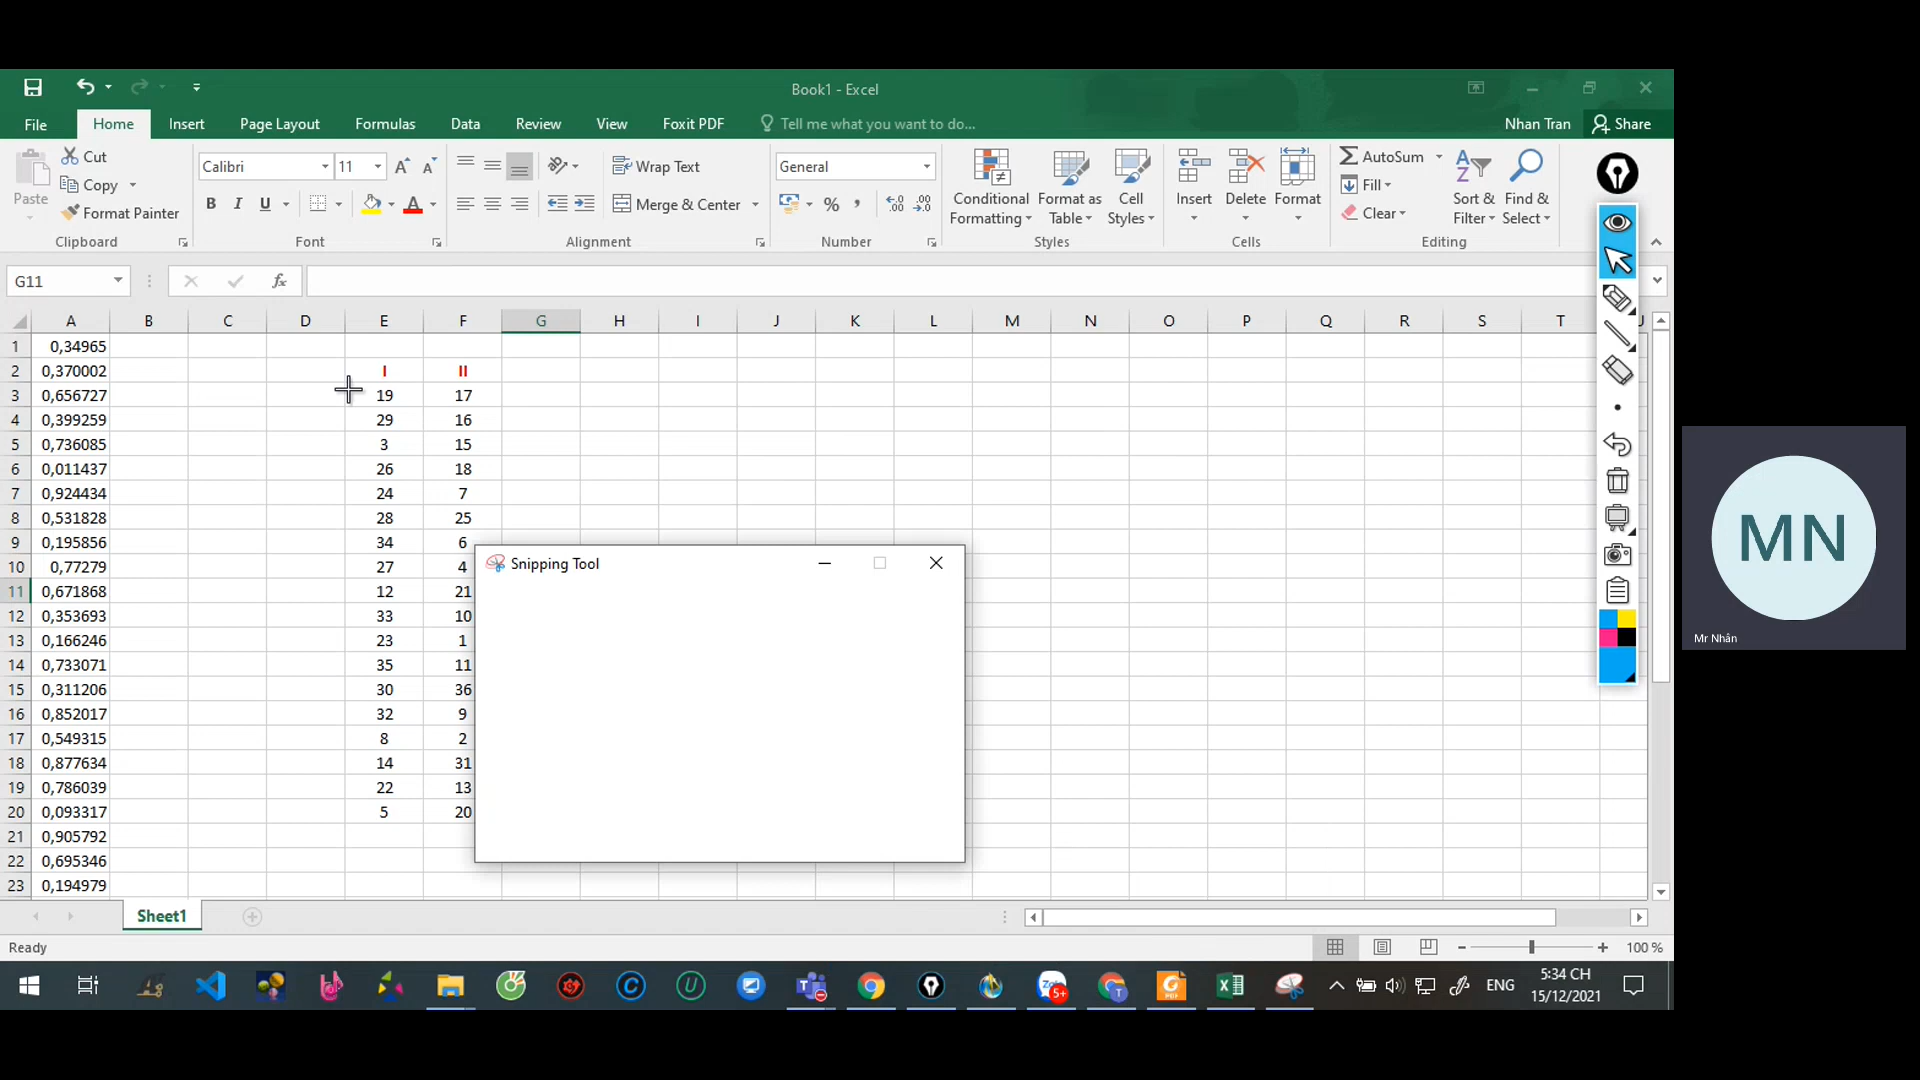 Book1 - Excel
File Home Insert Page Layout Formulas Data Review View Foxit PDF Tell me what you want to do... Nhan Tran Share
Paste Cut Copy Format Painter Clipboard
Calibri 11 B I U Font
Wrap Text Merge & Center Alignment
General % , Number
Conditional Formatting Format as Table Cell Styles Styles
Insert Delete Format Cells
AutoSum Fill Clear Sort & Filter Find & Select Editing
G11 fx
A B C D E F G H I J K L M N O P Q R S T U
1 0,34965
2 0,370002 I II
3 0,656727 19 17
4 0,399259 29 16
5 0,736085 3 15
6 0,011437 26 18
7 0,924434 24 7
8 0,531828 28 25
9 0,195856 34 6
10 0,77279 27 4
11 0,671868 12 21
12 0,353693 33 10
13 0,166246 23 1
14 0,733071 35 11
15 0,311206 30 36
16 0,852017 32 9
17 0,549315 8 2
18 0,877634 14 31
19 0,786039 22 13
20 0,093317 5 20
21 0,905792
22 0,695346
23 0,194979
Snipping Tool
Sheet1
Ready 100 %
ENG 5:34 CH
15/12/2021
MN
Mr Nhân